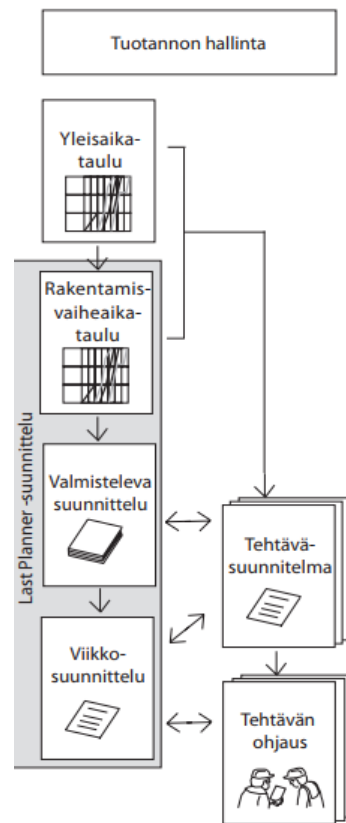 Tuotannon hallinta
Yleisaika-
taulu
Rakentamis-
vaiheaika-
taulu
Last Planner -suunnittelu
Valmisteleva
suunnittelu
Tehtävä-
suunnitelma
Viikko-
suunnittelu
Tehtävän
ohjaus